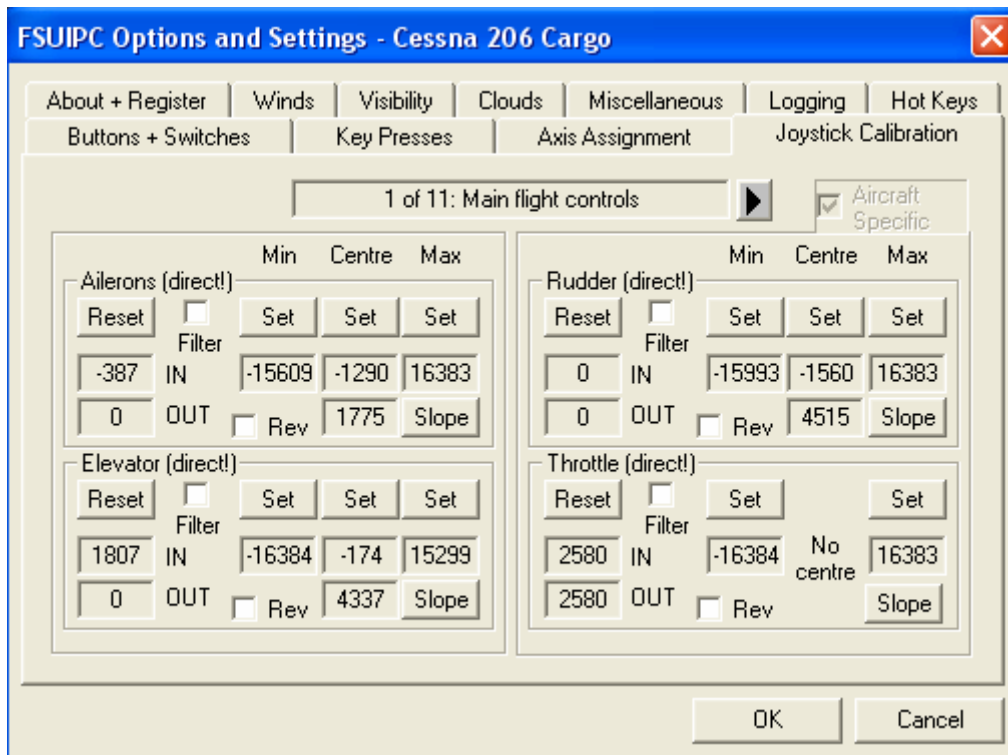 FSUIPC Options and Settings - Cessna 206 Cargo
About + Register Winds Visibility Clouds Miscellaneous Logging Hot Keys
Buttons + Switches Key Presses Axis Assignment Joystick Calibration
1 of 11: Main flight controls
Aircraft
Specific
Min Centre Max
Ailerons (direct!)
Reset Set Set Set
Filter
-387 IN -15609 -1290 16383
0 OUT Rev 1775 Slope
Elevator (direct!)
Reset Set Set Set
Filter
1807 IN -16384 -174 15299
0 OUT Rev 4337 Slope
Min Centre Max
Rudder (direct!)
Reset Set Set Set
Filter
0 IN -15993 -1560 16383
0 OUT Rev 4515 Slope
Throttle (direct!)
Reset Set Set
Filter
2580 IN -16384 No centre 16383
2580 OUT Rev Slope
OK Cancel